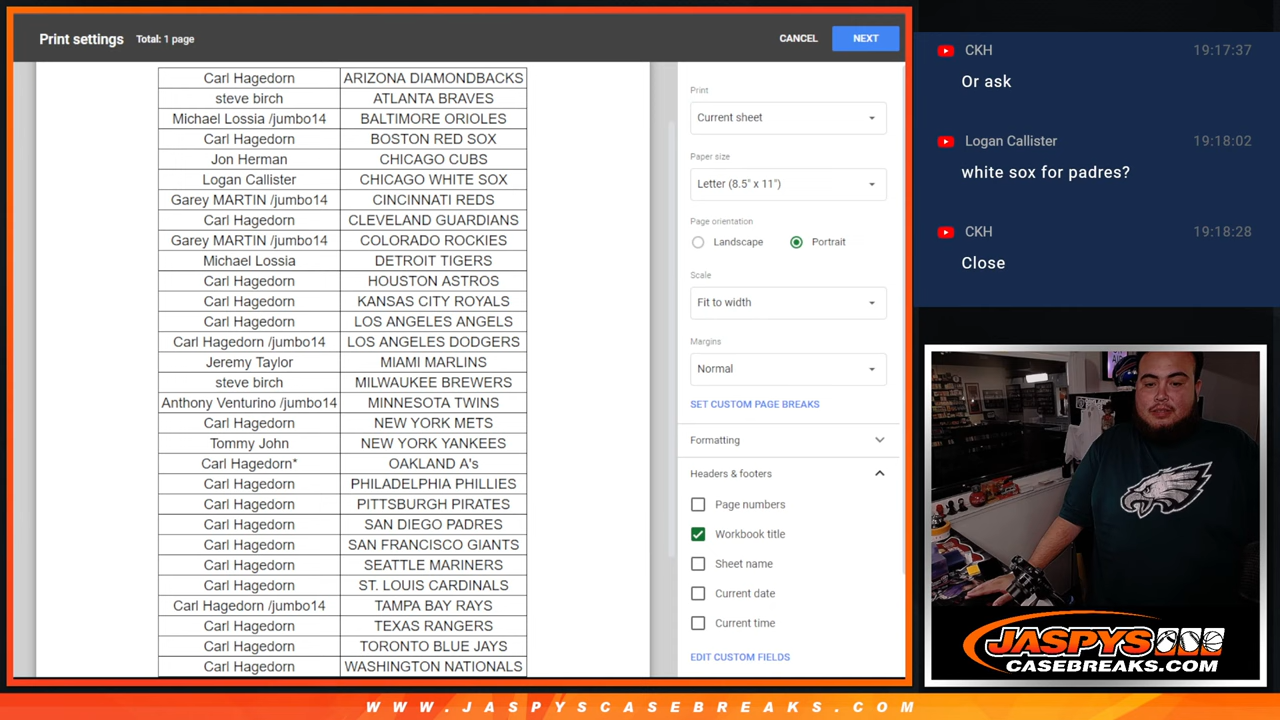 Print settings Total: 1 page CANCEL NEXT
Carl Hagedorn ARIZONA DIAMONDBACKS
steve birch ATLANTA BRAVES
Michael Lossia /jumbo14 BALTIMORE ORIOLES
Carl Hagedorn BOSTON RED SOX
Jon Herman CHICAGO CUBS
Logan Callister CHICAGO WHITE SOX
Garey MARTIN /jumbo14 CINCINNATI REDS
Carl Hagedorn CLEVELAND GUARDIANS
Garey MARTIN /jumbo14 COLORADO ROCKIES
Michael Lossia DETROIT TIGERS
Carl Hagedorn HOUSTON ASTROS
Carl Hagedorn KANSAS CITY ROYALS
Carl Hagedorn LOS ANGELES ANGELS
Carl Hagedorn /jumbo14 LOS ANGELES DODGERS
Jeremy Taylor MIAMI MARLINS
steve birch MILWAUKEE BREWERS
Anthony Venturino /jumbo14 MINNESOTA TWINS
Carl Hagedorn NEW YORK METS
Tommy John NEW YORK YANKEES
Carl Hagedorn* OAKLAND A's
Carl Hagedorn PHILADELPHIA PHILLIES
Carl Hagedorn PITTSBURGH PIRATES
Carl Hagedorn SAN DIEGO PADRES
Carl Hagedorn SAN FRANCISCO GIANTS
Carl Hagedorn SEATTLE MARINERS
Carl Hagedorn ST. LOUIS CARDINALS
Carl Hagedorn /jumbo14 TAMPA BAY RAYS
Carl Hagedorn TEXAS RANGERS
Carl Hagedorn TORONTO BLUE JAYS
Carl Hagedorn WASHINGTON NATIONALS
Print
Current sheet
Paper size
Letter (8.5" x 11")
Page orientation
Landscape Portrait
Scale
Fit to width
Margins
Normal
SET CUSTOM PAGE BREAKS
Formatting
Headers & footers
Page numbers
Workbook title
Sheet name
Current date
Current time
EDIT CUSTOM FIELDS
CKH 19:17:37
Or ask
Logan Callister 19:18:02
white sox for padres?
CKH 19:18:28
Close
JASPYS
CASEBREAKS.COM
WWW.JASPYSCASEBREAKS.COM